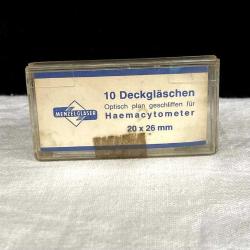 MENZEL-GLÄSER
10 Deckgläschen
Optisch plan geschliffen für
Haemacytometer
20 x 26 mm